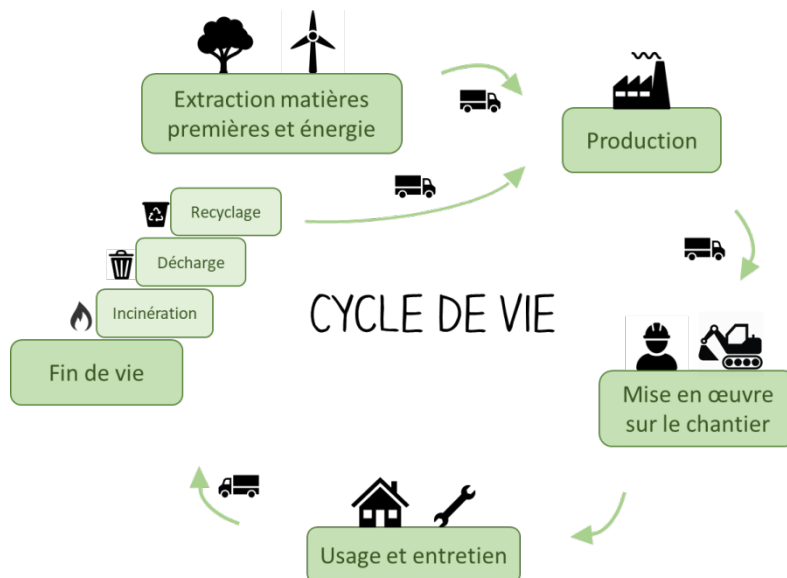 Extraction matières
premières et énergie
Production
Recyclage
Décharge
Incinération
Fin de vie
CYCLE DE VIE
Mise en œuvre
sur le chantier
Usage et entretien